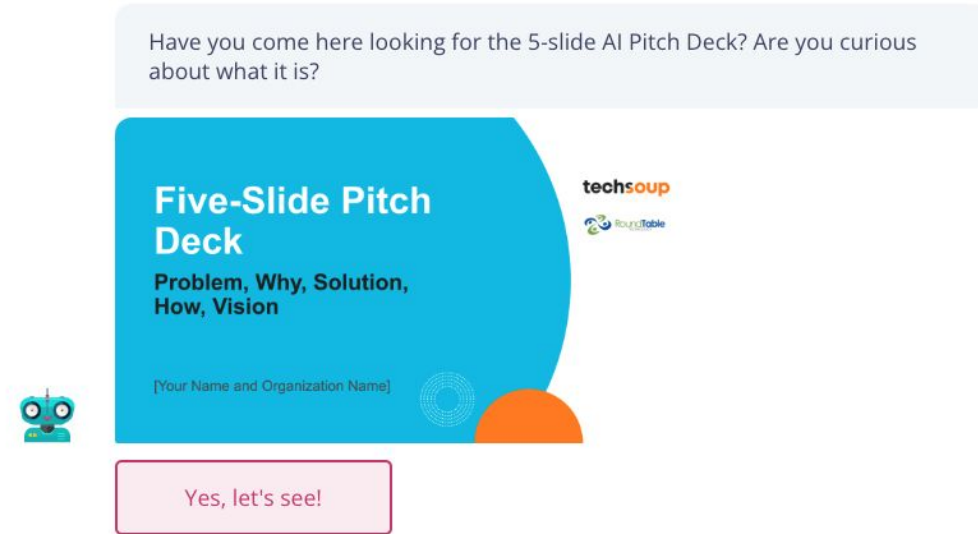 Have you come here looking for the 5-slide AI Pitch Deck? Are you curious
about what it is?
Five-Slide Pitch
Deck
Problem, Why, Solution,
How, Vision
[Your Name and Organization Name]
techsoup
RoundTable
Yes, let's see!